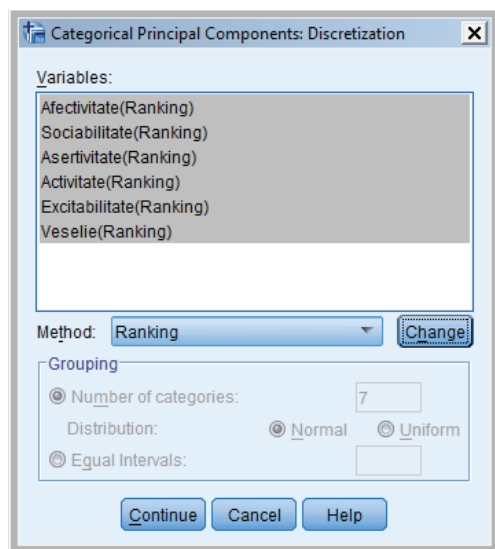 Categorical Principal Components: Discretization
Variables:
Afectivitate(Ranking)
Sociabilitate(Ranking)
Asertivitate(Ranking)
Activitate(Ranking)
Excitabilitate(Ranking)
Veselie(Ranking)
Method: Ranking Change
Grouping
Number of categories: 7
Distribution: Normal Uniform
Equal Intervals:
Continue Cancel Help